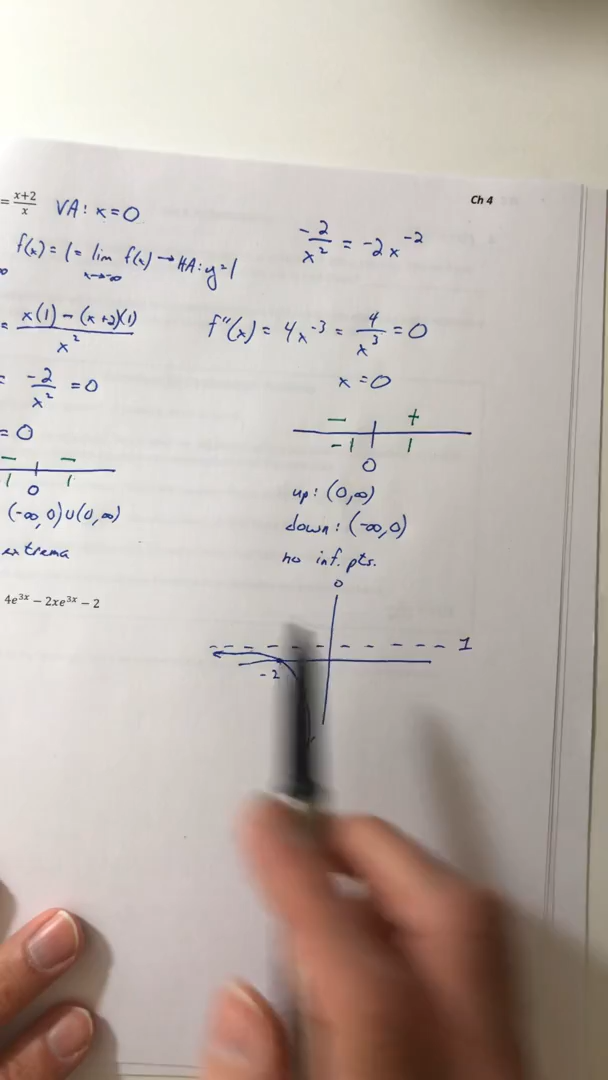 Ch 4
= x+2/x VA: x=0
f(x) = 1 = lim x→-∞ f(x) → HA: y=1
= x(1) - (x+2)(1)/x²
= -2/x² = 0
= 0
- -
1 0 1
(-∞, 0) ∪ (0, ∞)
extrema
4e^{3x} − 2xe^{3x} − 2
-2/x² = -2x^{-2}
f''(x) = 4x^{-3} = 4/x³ = 0
x = 0
- +
-1 0 1
up: (0, ∞)
down: (-∞, 0)
no inf. pts.
0
1
-2